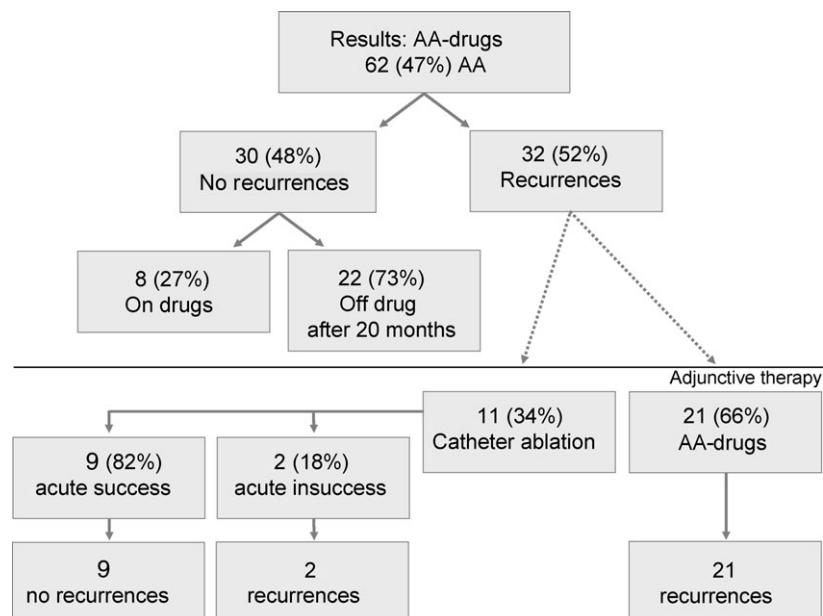 Results: AA-drugs
62 (47%) AA
30 (48%)
No recurrences
32 (52%)
Recurrences
8 (27%)
On drugs
22 (73%)
Off drug
after 20 months
Adjunctive therapy
11 (34%)
Catheter ablation
21 (66%)
AA-drugs
9 (82%)
acute success
2 (18%)
acute insuccess
9
no recurrences
2
recurrences
21
recurrences